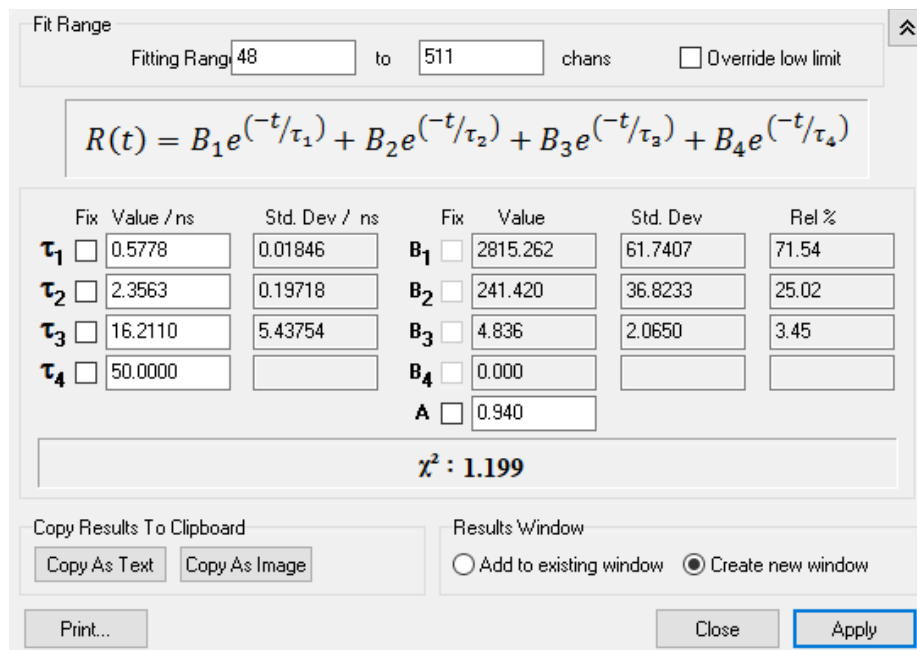 Fit Range
Fitting Rang 48 to 511 chans Override low limit
R(t) = B₁e^(−t/τ₁) + B₂e^(−t/τ₂) + B₃e^(−t/τ₃) + B₄e^(−t/τ₄)
Fix Value / ns Std. Dev / ns Fix Value Std. Dev Rel %
τ₁ 0.5778 0.01846 B₁ 2815.262 61.7407 71.54
τ₂ 2.3563 0.19718 B₂ 241.420 36.8233 25.02
τ₃ 16.2110 5.43754 B₃ 4.836 2.0650 3.45
τ₄ 50.0000 B₄ 0.000
A 0.940
χ² : 1.199
Copy Results To Clipboard Results Window
Copy As Text Copy As Image Add to existing window Create new window
Print... Close Apply